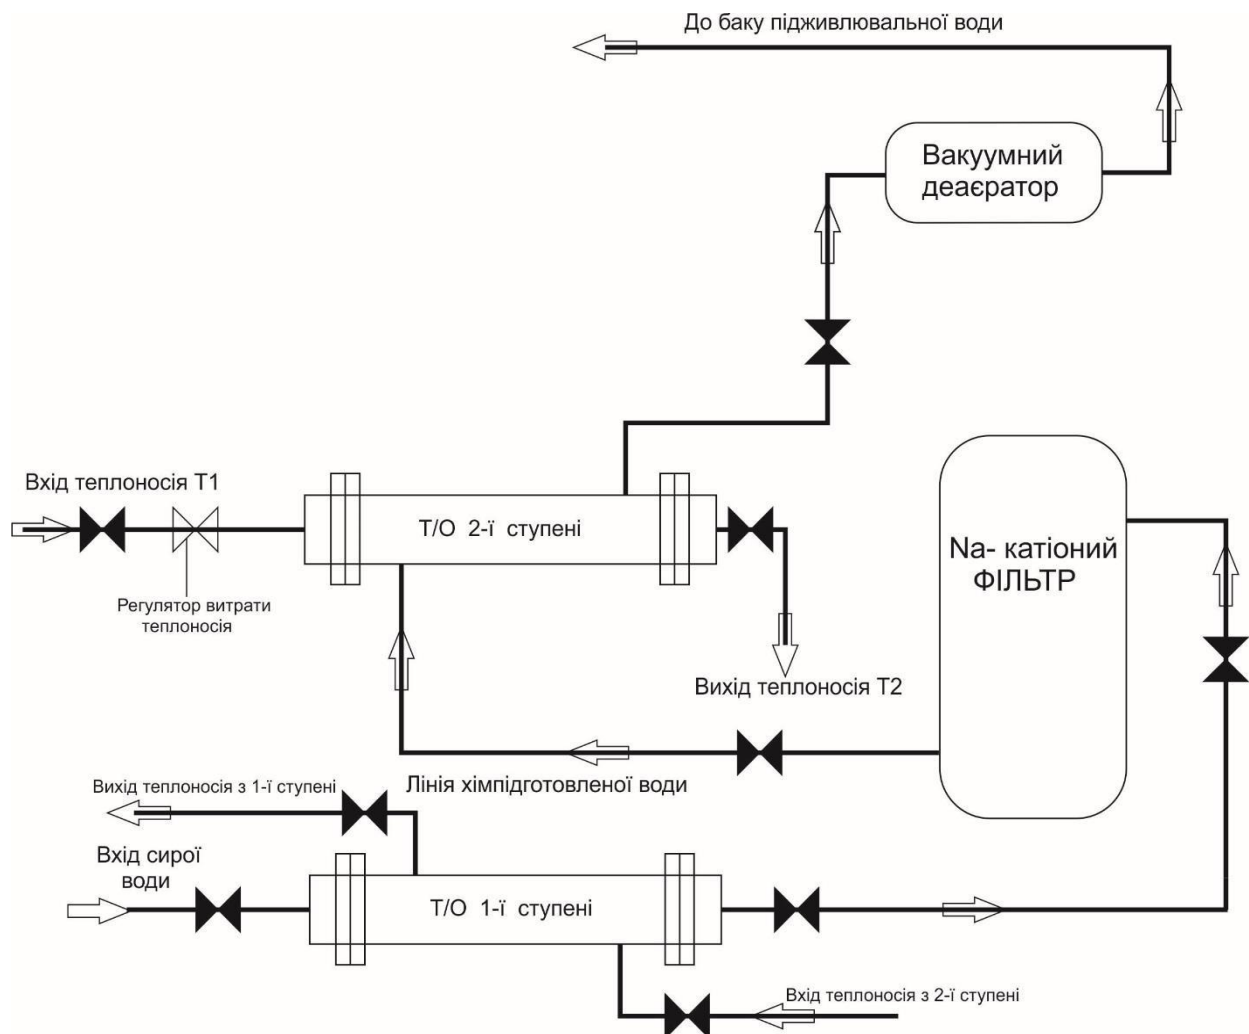 До баку підживлювальної води
Вакуумний
деаєратор
Вхід теплоносія Т1
Т/О 2-ї ступені
Na- катіоний
ФІЛЬТР
Регулятор витрати
теплоносія
Вихід теплоносія Т2
Лінія хімпідготовленої води
Вихід теплоносія з 1-ї ступені
Вхід сирої
води
Т/О 1-ї ступені
Вхід теплоносія з 2-ї ступені